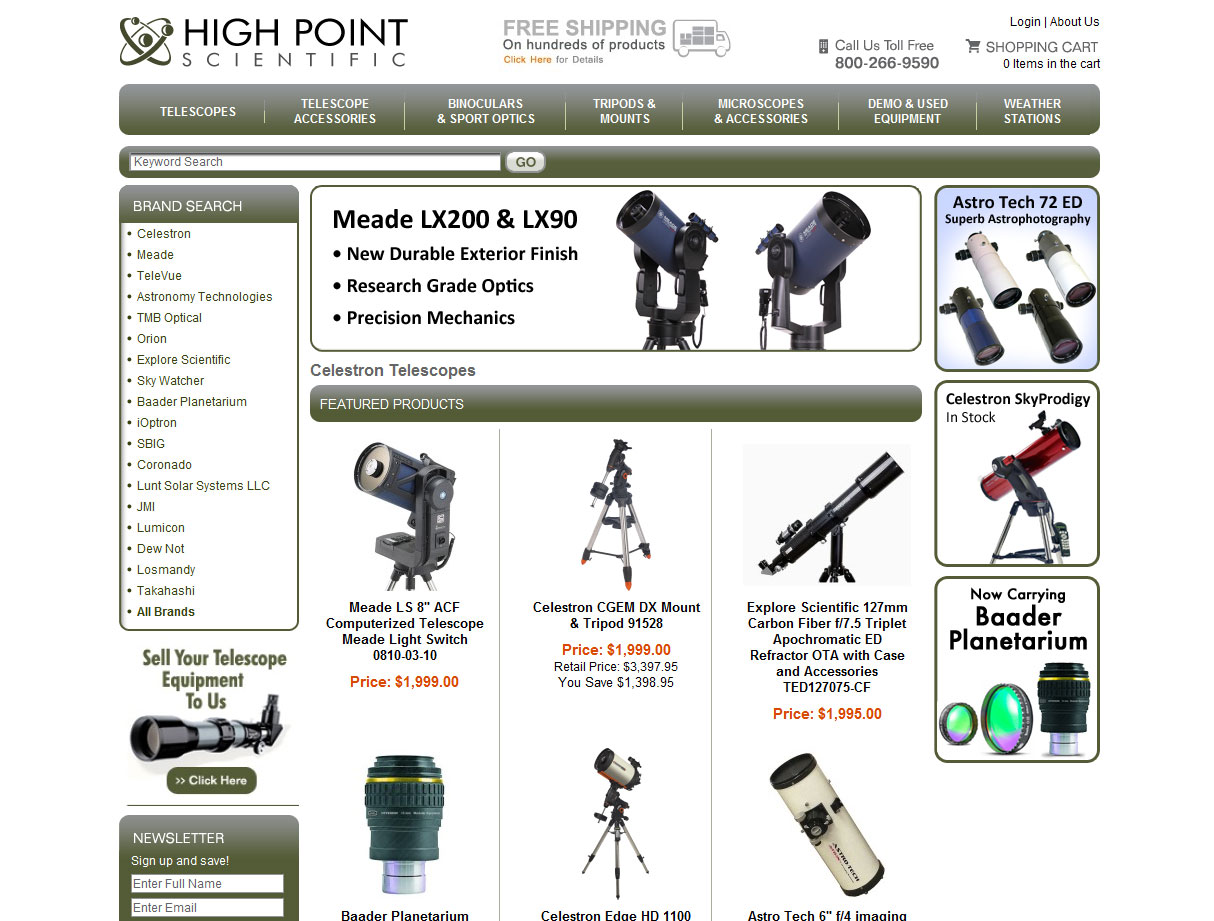 HIGH POINT
SCIENTIFIC
FREE SHIPPING
On hundreds of products
Click Here for Details
Login | About Us
Call Us Toll Free
800-266-9590
SHOPPING CART
0 Items in the cart
TELESCOPES
TELESCOPE
ACCESSORIES
BINOCULARS
& SPORT OPTICS
TRIPODS &
MOUNTS
MICROSCOPES
& ACCESSORIES
DEMO & USED
EQUIPMENT
WEATHER
STATIONS
Keyword Search
GO
BRAND SEARCH
• Celestron
• Meade
• TeleVue
• Astronomy Technologies
• TMB Optical
• Orion
• Explore Scientific
• Sky Watcher
• Baader Planetarium
• iOptron
• SBIG
• Coronado
• Lunt Solar Systems LLC
• JMI
• Lumicon
• Dew Not
• Losmandy
• Takahashi
• All Brands
Sell Your Telescope
Equipment
To Us
>> Click Here
NEWSLETTER
Sign up and save!
Enter Full Name
Enter Email
Meade LX200 & LX90
• New Durable Exterior Finish
• Research Grade Optics
• Precision Mechanics
Celestron Telescopes
FEATURED PRODUCTS
Meade LS 8" ACF
Computerized Telescope
Meade Light Switch
0810-03-10
Price: $1,999.00
Celestron CGEM DX Mount
& Tripod 91528
Price: $1,999.00
Retail Price: $3,397.95
You Save $1,398.95
Explore Scientific 127mm
Carbon Fiber f/7.5 Triplet
Apochromatic ED
Refractor OTA with Case
and Accessories
TED127075-CF
Price: $1,995.00
ASTRO-TECH
Baader Planetarium
Celestron Edge HD 1100
Astro Tech 6" f/4 imaging
Astro Tech 72 ED
Superb Astrophotography
Celestron SkyProdigy
In Stock
Now Carrying
Baader
Planetarium